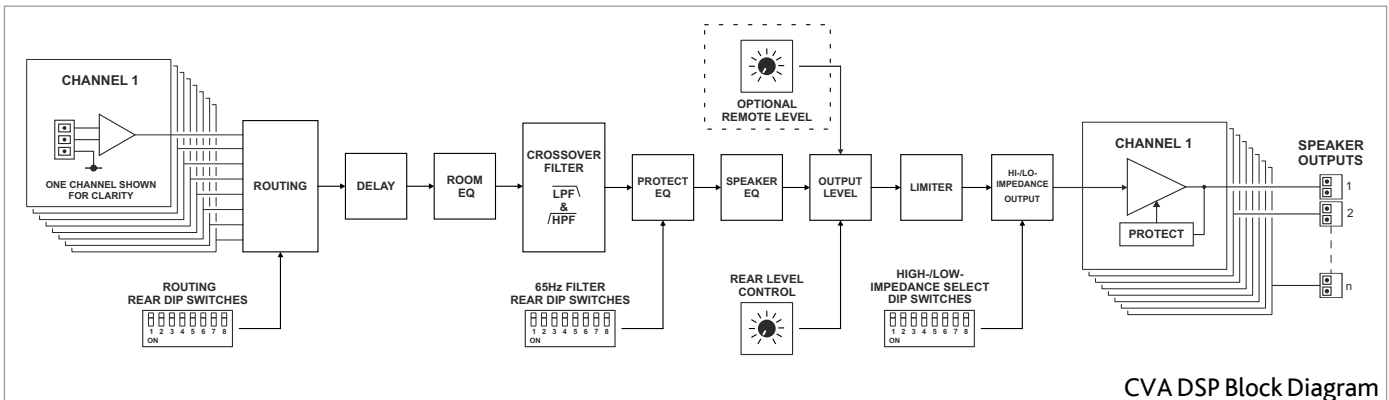 CHANNEL 1
ONE CHANNEL SHOWN
FOR CLARITY
ROUTING
DELAY
ROOM
EQ
CROSSOVER
FILTER
LPF
&
HPF
PROTECT
EQ
SPEAKER
EQ
OPTIONAL
REMOTE LEVEL
OUTPUT
LEVEL
LIMITER
HI-/LO-
IMPEDANCE
OUTPUT
CHANNEL 1
PROTECT
SPEAKER
OUTPUTS
1
2
n
ROUTING
REAR DIP SWITCHES
1 2 3 4 5 6 7 8
ON
65Hz FILTER
REAR DIP SWITCHES
1 2 3 4 5 6 7 8
ON
REAR LEVEL
CONTROL
HIGH-/LOW-
IMPEDANCE SELECT
DIP SWITCHES
1 2 3 4 5 6 7 8
ON
CVA DSP Block Diagram